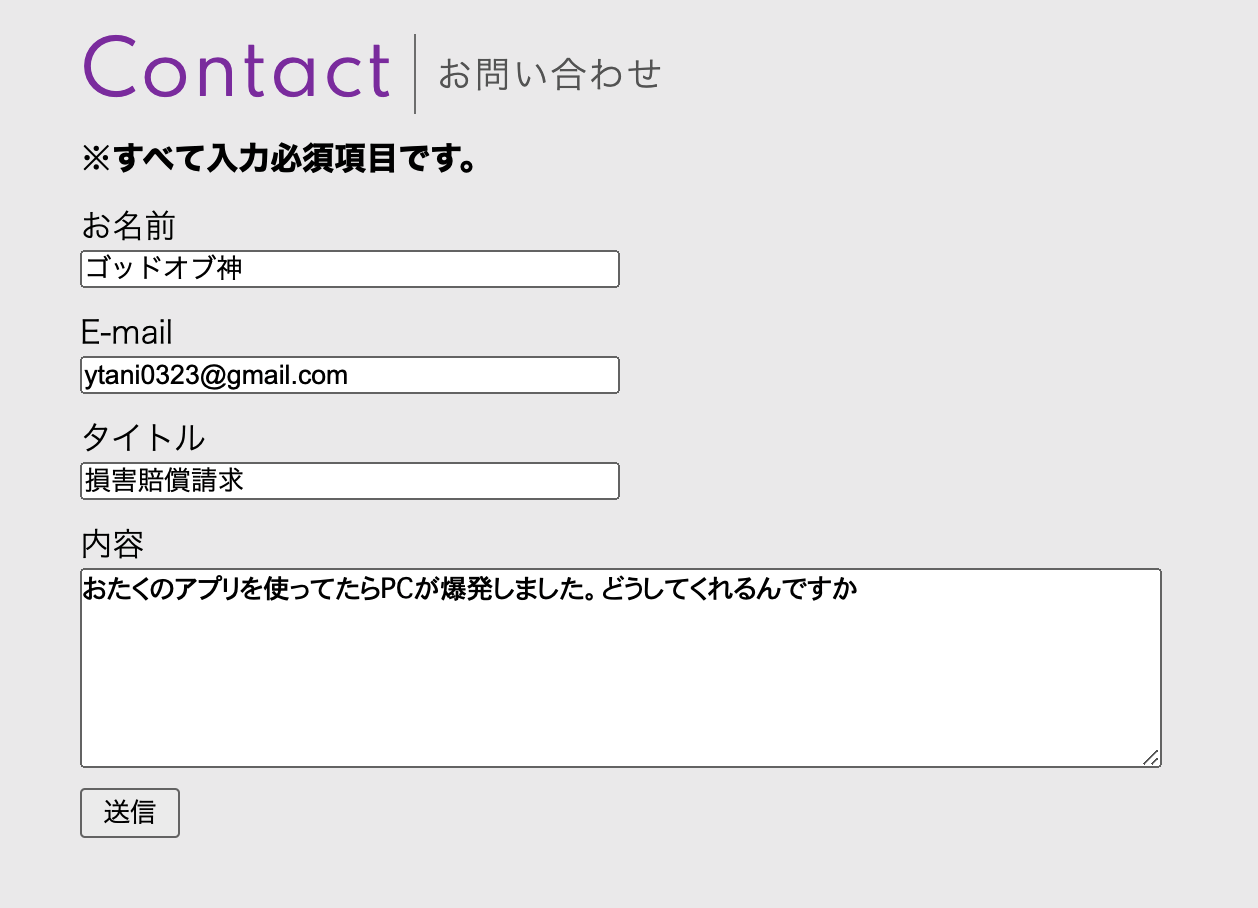 Contact
お問い合わせ
※すべて入力必須項目です。
お名前
ゴッドオブ神
E-mail
ytani0323@gmail.com
タイトル
損害賠償請求
内容
おたくのアプリを使ってたらPCが爆発しました。どうしてくれるんですか
送信